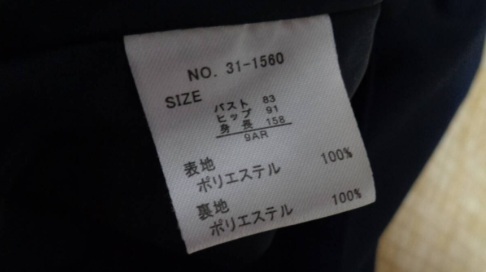 NO. 31-1560
SIZE
バスト 83
ヒップ 91
身長 158
9AR
表地
ポリエステル 100%
裏地
ポリエステル 100%